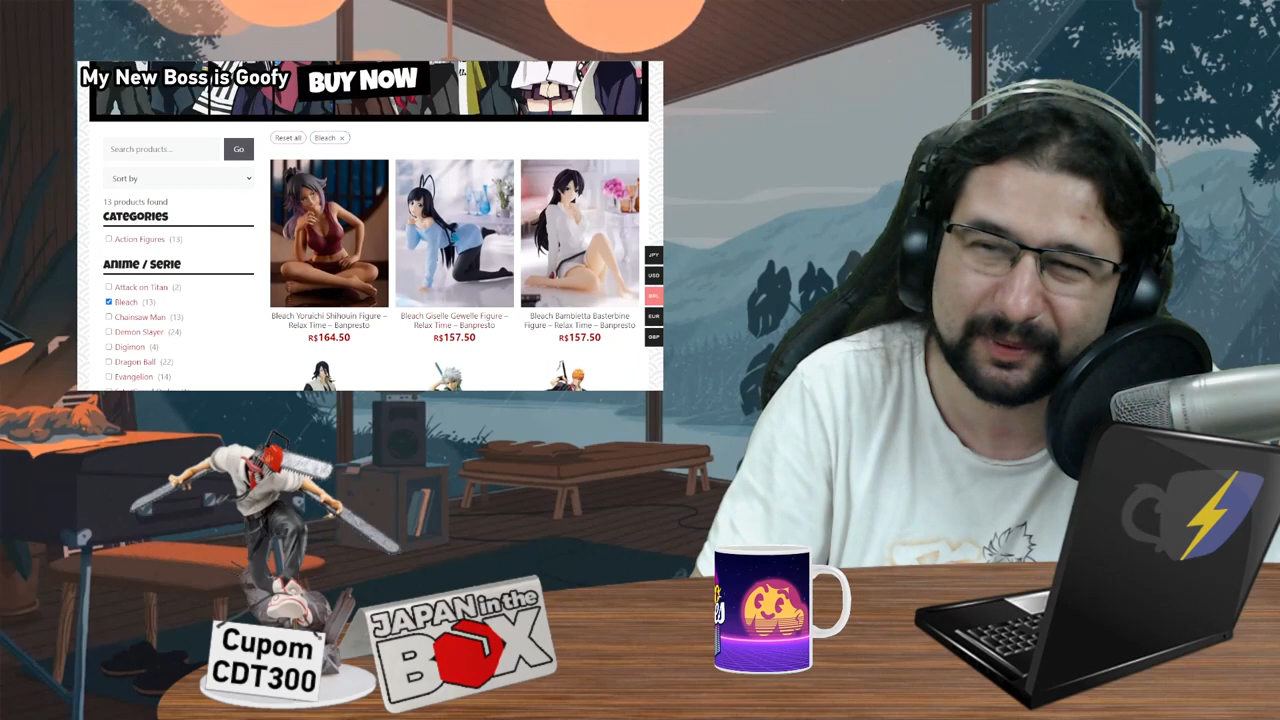 My New Boss is Goofy
BUY NOW
Reset all
Bleach ×
Search products...
Go
Sort by
13 products found
CATEGORIES
Action Figures (13)
ANIME / SERIE
Attack on Titan (2)
Bleach (13)
Chainsaw Man (13)
Demon Slayer (24)
Digimon (4)
Dragon Ball (22)
Evangelion (14)
Bleach Yoruichi Shihouin Figure –
Relax Time – Banpresto
R$164.50
Bleach Giselle Gewelle Figure –
Relax Time – Banpresto
R$157.50
Bleach Bambietta Basterbine
Figure – Relax Time – Banpresto
R$157.50
JPY
USD
BRL
EUR
GBP
Cupom
CDT300
JAPAN in the
BOX